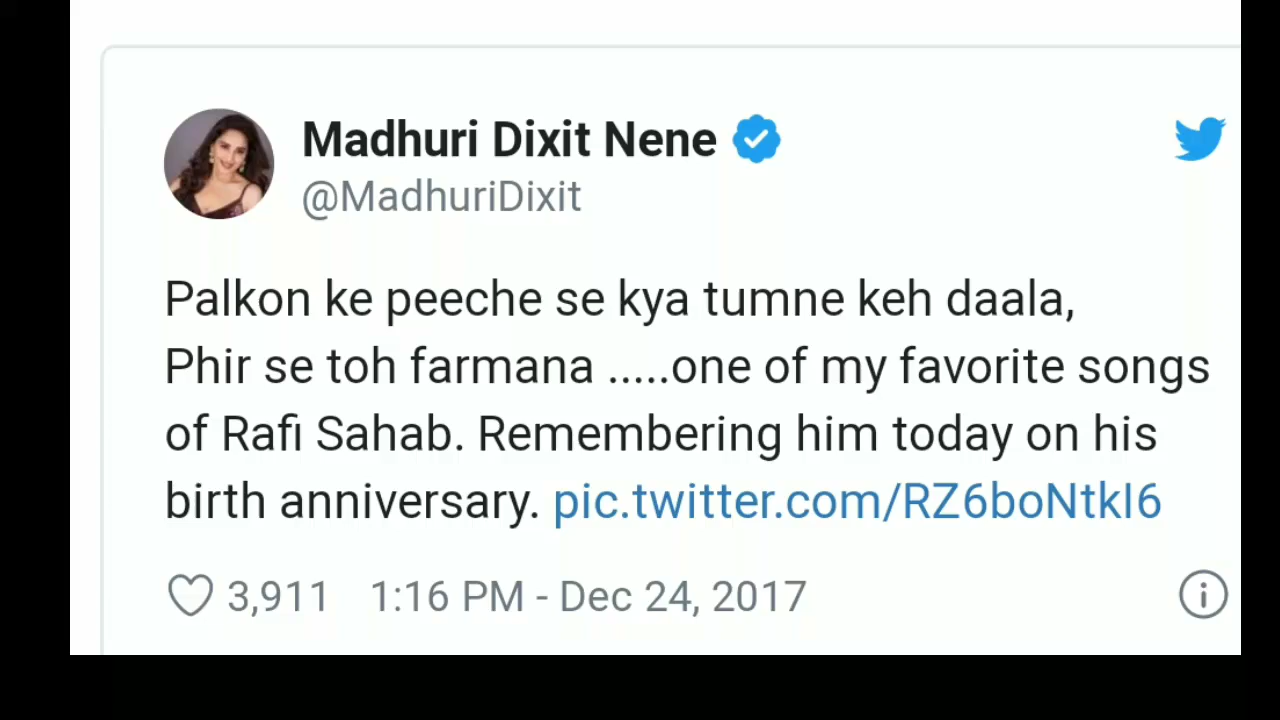 Madhuri Dixit Nene
@MadhuriDixit
Palkon ke peeche se kya tumne keh daala,
Phir se toh farmana .....one of my favorite songs
of Rafi Sahab. Remembering him today on his
birth anniversary. pic.twitter.com/RZ6boNtkI6
3,911 1:16 PM - Dec 24, 2017